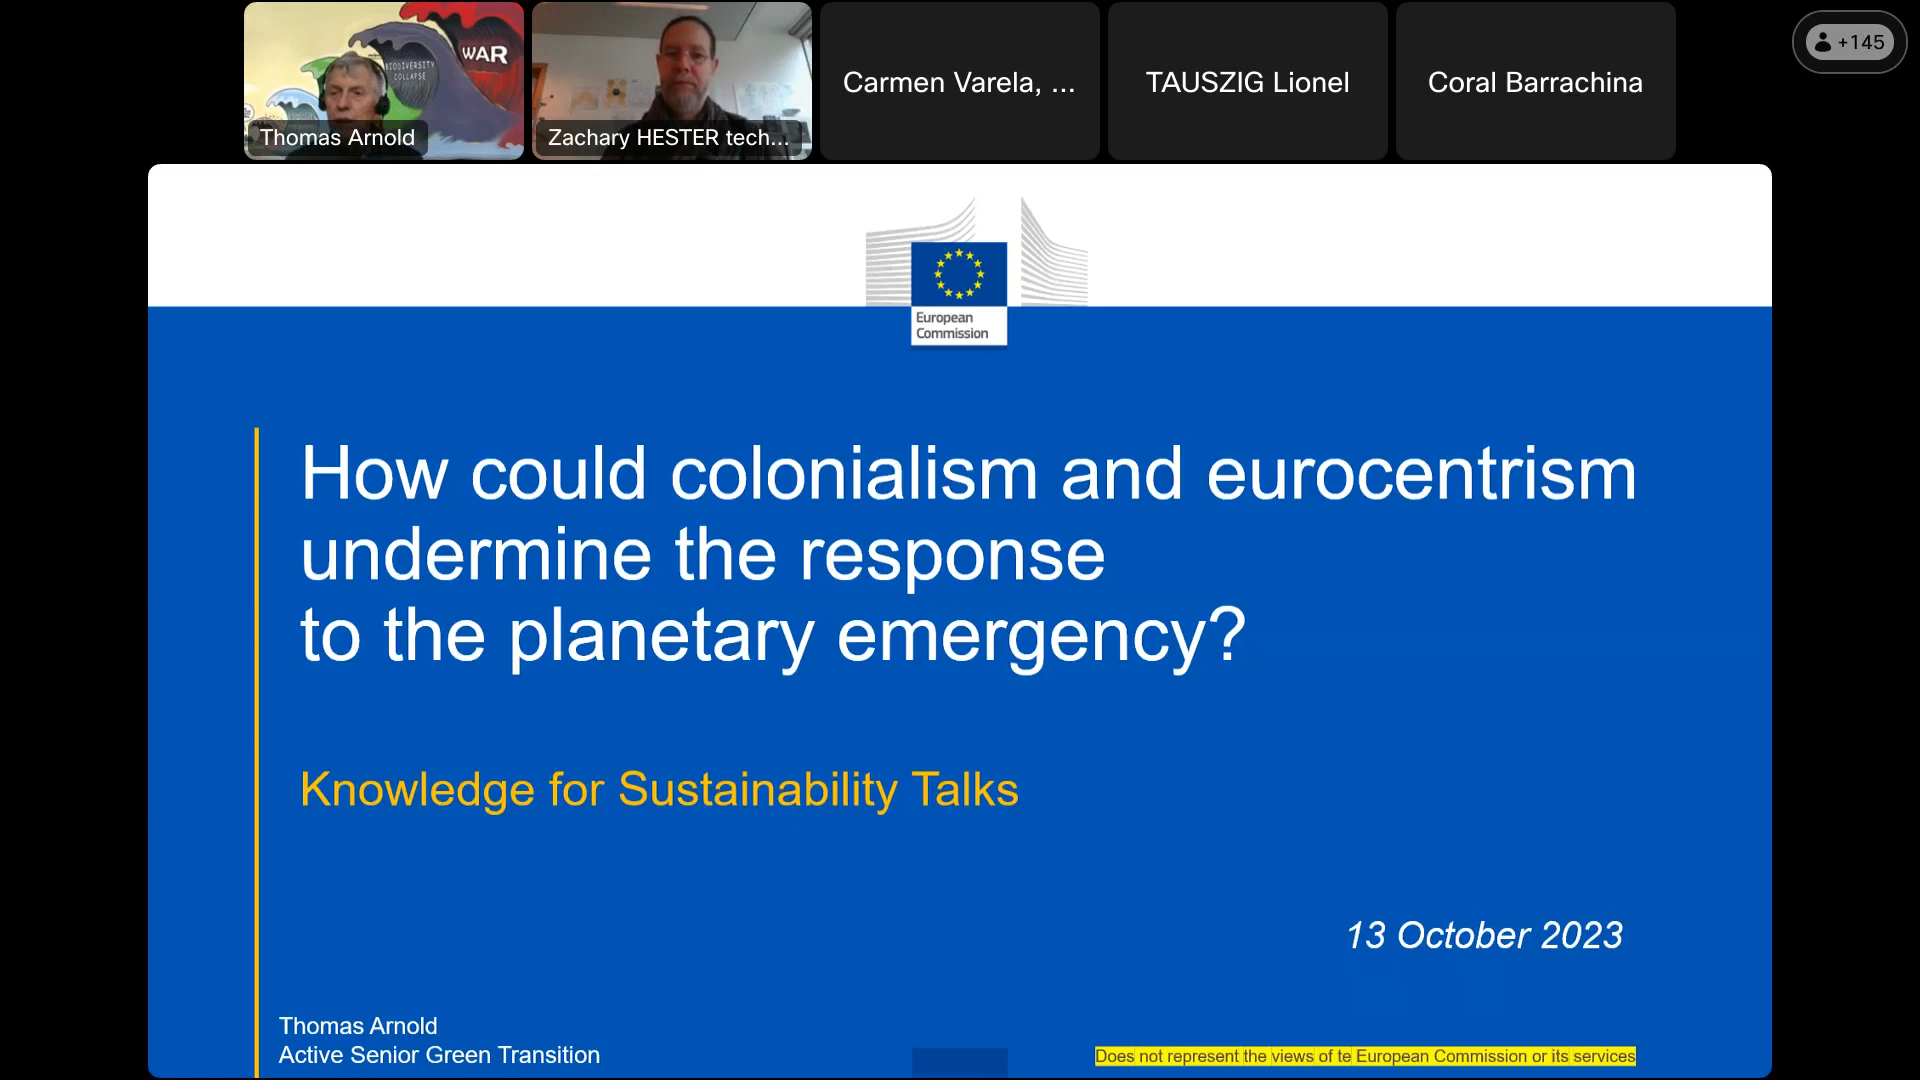 WAR
BIODIVERSITY
COLLAPSE
Thomas Arnold
Zachary HESTER tech...
Carmen Varela, ...
TAUSZIG Lionel
Coral Barrachina
+145
European
Commission
How could colonialism and eurocentrism
undermine the response
to the planetary emergency?
Knowledge for Sustainability Talks
13 October 2023
Thomas Arnold
Active Senior Green Transition
Does not represent the views of te European Commission or its services